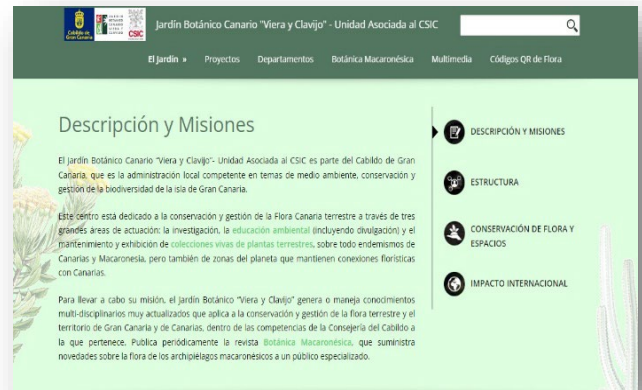 Cabildo de
Gran Canaria
CSIC
Jardín Botánico Canario "Viera y Clavijo" - Unidad Asociada al CSIC
El Jardín » Proyectos Departamentos Botánica Macaronésica Multimedia Códigos QR de Flora
Descripción y Misiones
El Jardín Botánico Canario "Viera y Clavijo"- Unidad Asociada al CSIC es parte del Cabildo de Gran
Canaria, que es la administración local competente en temas de medio ambiente, conservación y
gestión de la biodiversidad de la isla de Gran Canaria.
Este centro está dedicado a la conservación y gestión de la Flora Canaria terrestre a través de tres
grandes áreas de actuación: la investigación, la educación ambiental (incluyendo divulgación) y el
mantenimiento y exhibición de colecciones vivas de plantas terrestres, sobre todo endemismos de
Canarias y Macaronesia, pero también de zonas del planeta que mantienen conexiones florísticas
con Canarias.
Para llevar a cabo su misión, el Jardín Botánico "Viera y Clavijo" genera o maneja conocimientos
multi-disciplinarios muy actualizados que aplica a la conservación y gestión de la flora terrestre y el
territorio de Gran Canaria y de Canarias, dentro de las competencias de la Consejería del Cabildo a
la que pertenece. Publica periódicamente la revista Botánica Macaronésica, que suministra
novedades sobre la flora de los archipiélagos macaronésicos a un público especializado.
DESCRIPCIÓN Y MISIONES
ESTRUCTURA
CONSERVACIÓN DE FLORA Y
ESPACIOS
IMPACTO INTERNACIONAL